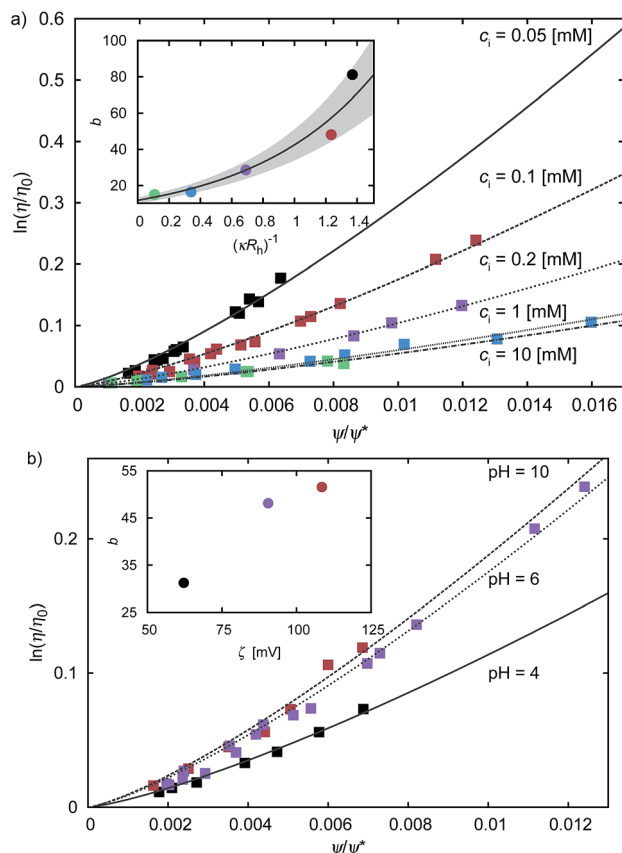 a)
0.6
0.5
0.4
0.3
0.2
0.1
0
ln(η/η₀)
0 0.002 0.004 0.006 0.008 0.01 0.012 0.014 0.016
ψ/ψ*
cᵢ = 0.05 [mM]
cᵢ = 0.1 [mM]
cᵢ = 0.2 [mM]
cᵢ = 1 [mM]
cᵢ = 10 [mM]
100
80
60
40
20
b
0 0.2 0.4 0.6 0.8 1 1.2 1.4
(κRₕ)⁻¹
b)
0.2
0.1
0
ln(η/η₀)
0 0.002 0.004 0.006 0.008 0.01 0.012
ψ/ψ*
pH = 10
pH = 6
pH = 4
55
45
35
25
b
50 75 100 125
ζ [mV]